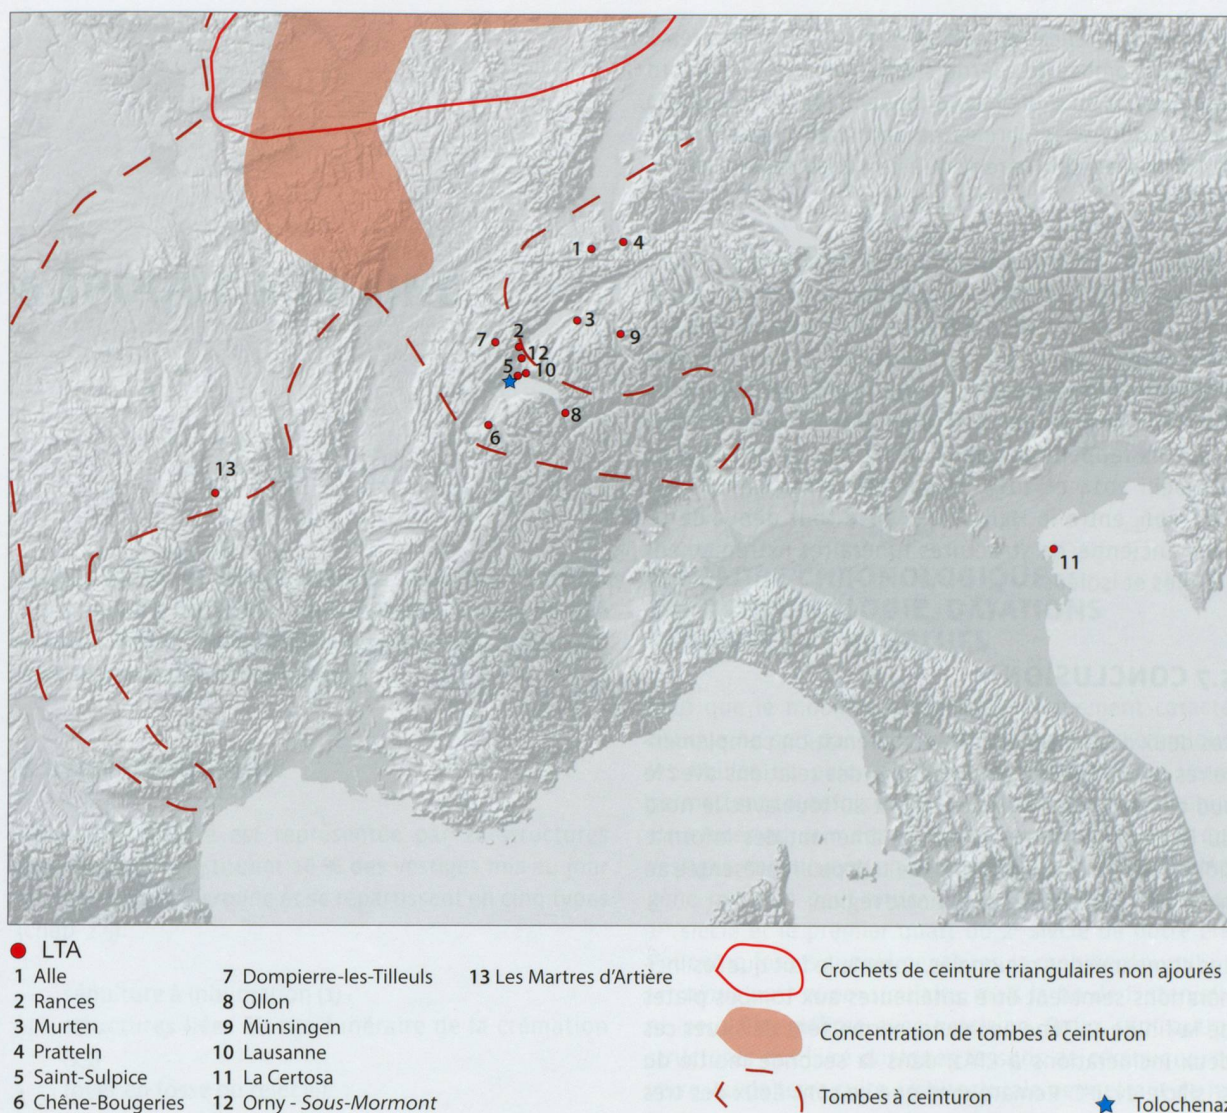 1
4
3
2
9
7
12
5
10
8
6
13
11
7 CONCLUSION
LTA
1 Alle
2 Rances
3 Murten
4 Pratteln
5 Saint-Sulpice
6 Chêne-Bougeries
7 Dompierre-les-Tilleuls
8 Ollon
9 Münsingen
10 Lausanne
11 La Certosa
12 Orny - Sous-Mormont
13 Les Martres d'Artiè
Crochets de ceinture triangulaires non ajourés
Concentration de tombes à ceinturon
Tombes à ceinturon
Tolochenaz